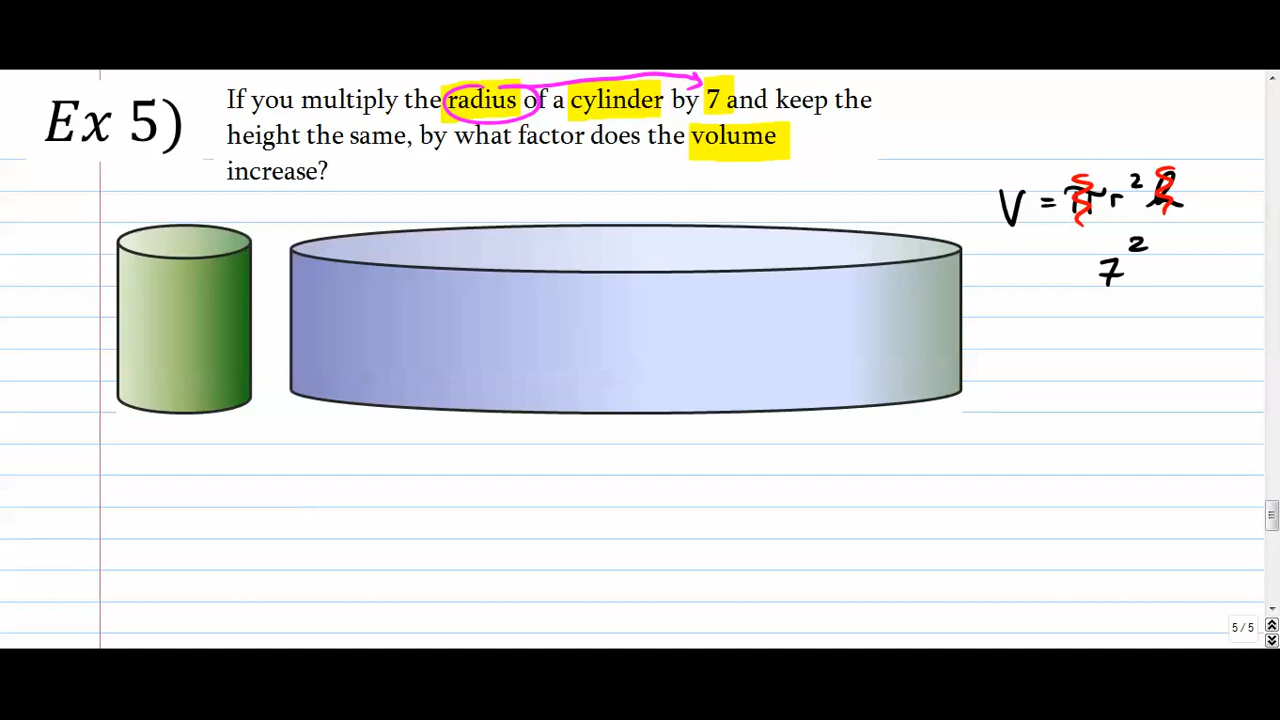 Ex 5)
If you multiply the radius of a cylinder by 7 and keep the
height the same, by what factor does the volume
increase?
V = πr²h
7²
5 / 5